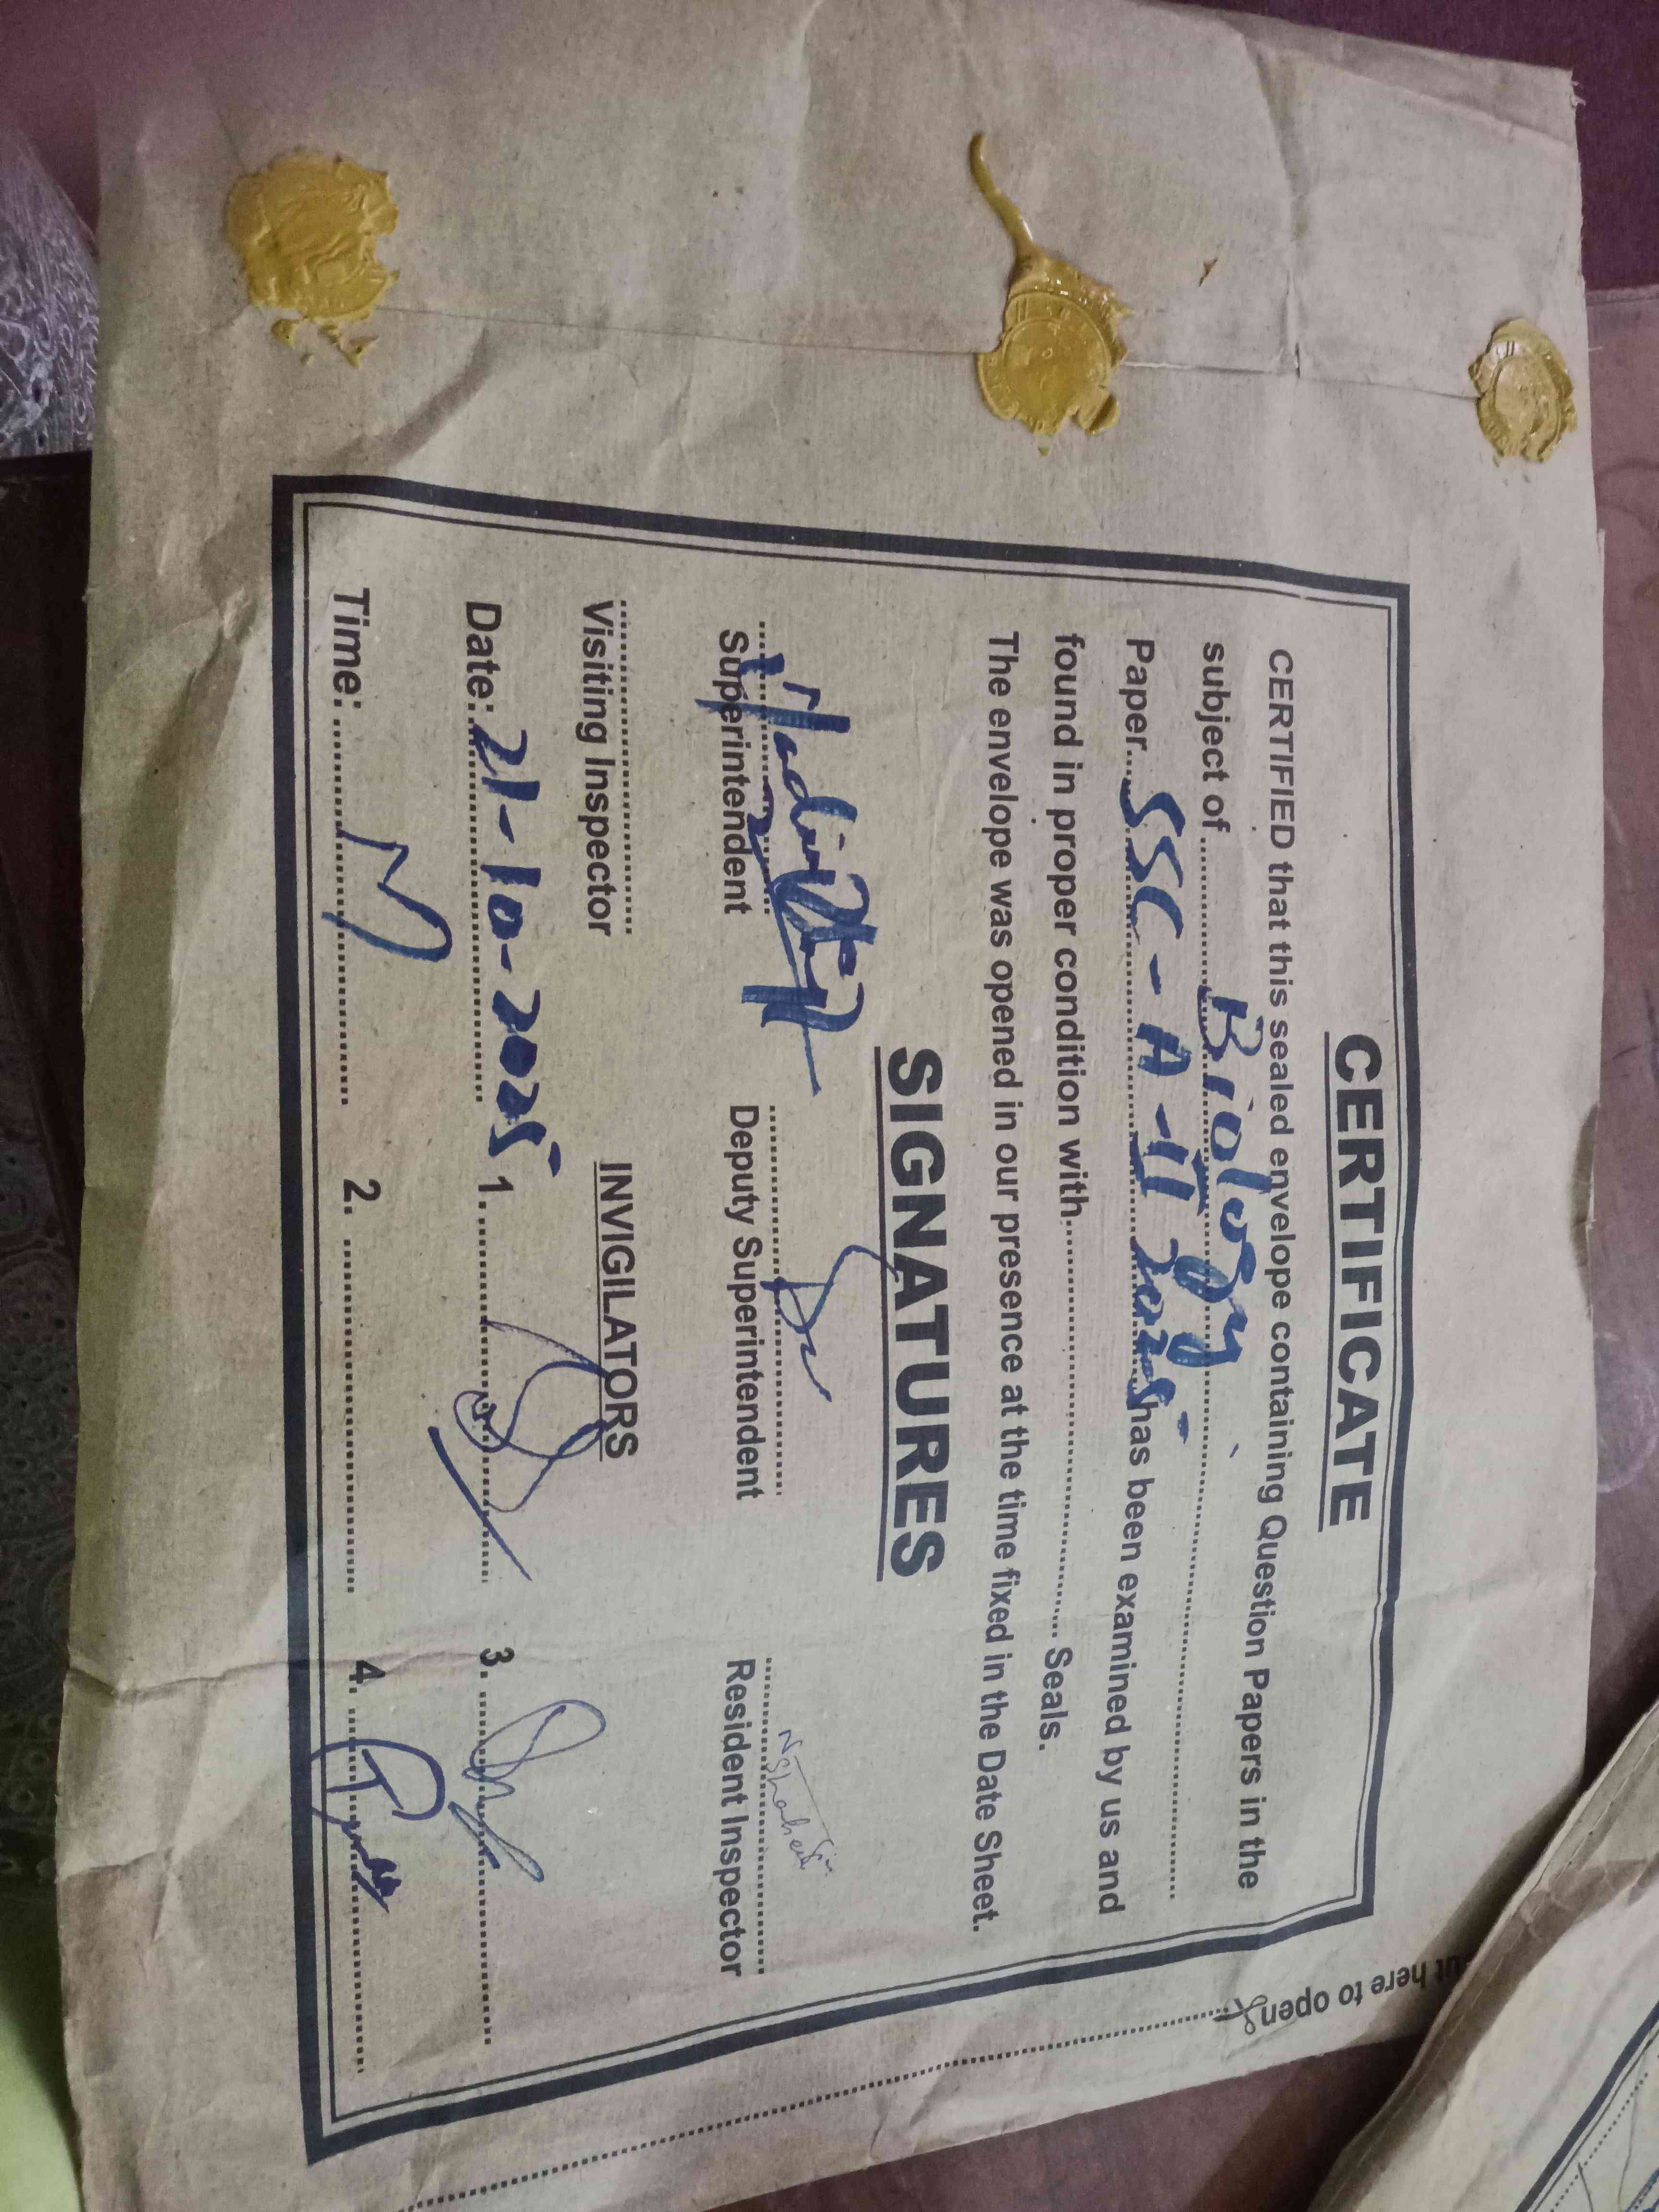 CERTIFICATE
CERTIFIED that this sealed envelope containing Question Papers in the
subject of Biology
Paper SSC-A-II 2025 has been examined by us and
found in proper condition with Seals.
The envelope was opened in our presence at the time fixed in the Date Sheet.
SIGNATURES
Superintendent Deputy Superintendent Resident Inspector
Visiting Inspector INVIGILATORS
Date: 21-10-2025 1. 3.
Time: 2. 4.
here to open